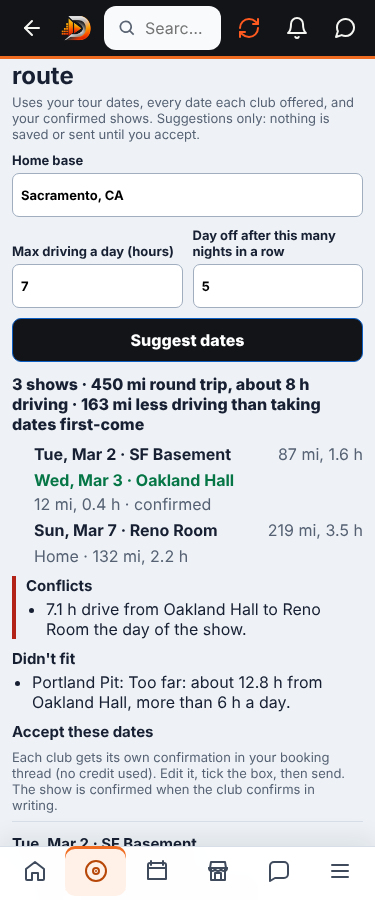 Searc...
route
Uses your tour dates, every date each club offered, and
your confirmed shows. Suggestions only: nothing is
saved or sent until you accept.
Home base
Sacramento, CA
Max driving a day (hours)
Day off after this many
nights in a row
7
5
Suggest dates
3 shows · 450 mi round trip, about 8 h
driving · 163 mi less driving than taking
dates first-come
Tue, Mar 2 · SF Basement 87 mi, 1.6 h
Wed, Mar 3 · Oakland Hall
12 mi, 0.4 h · confirmed
Sun, Mar 7 · Reno Room 219 mi, 3.5 h
Home · 132 mi, 2.2 h
Conflicts
• 7.1 h drive from Oakland Hall to Reno
Room the day of the show.
Didn't fit
• Portland Pit: Too far: about 12.8 h from
Oakland Hall, more than 6 h a day.
Accept these dates
Each club gets its own confirmation in your booking
thread (no credit used). Edit it, tick the box, then send.
The show is confirmed when the club confirms in
writing.
Tue, Mar 2 · SF Basement